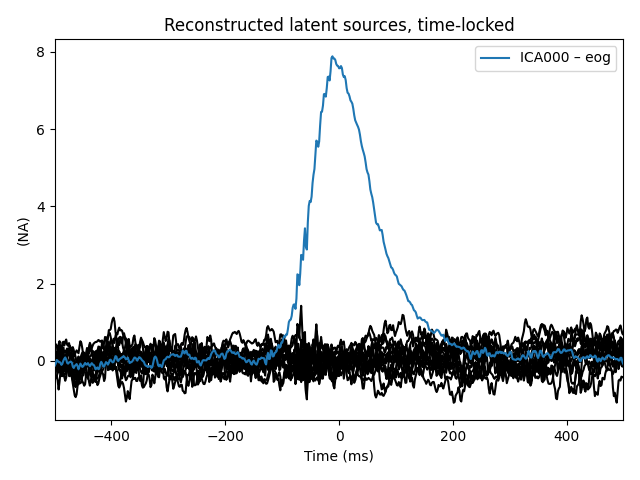 Reconstructed latent sources, time-locked
ICA000 – eog
8
6
4
2
0
(NA)
−400 −200 0 200 400
Time (ms)